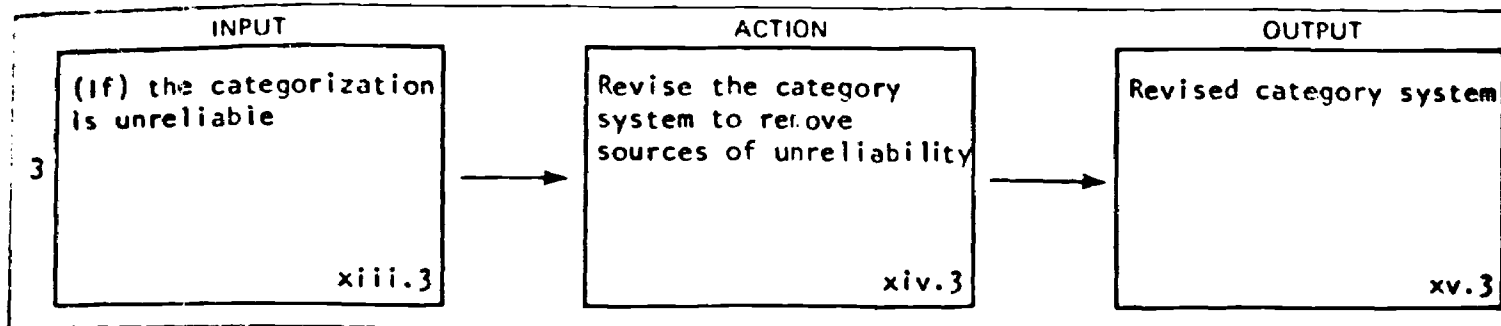 INPUT
ACTION
OUTPUT
(If) the categorization
is unreliable
Revise the category
system to remove
sources of unreliability
Revised category system
3
xiii.3
xiv.3
xv.3